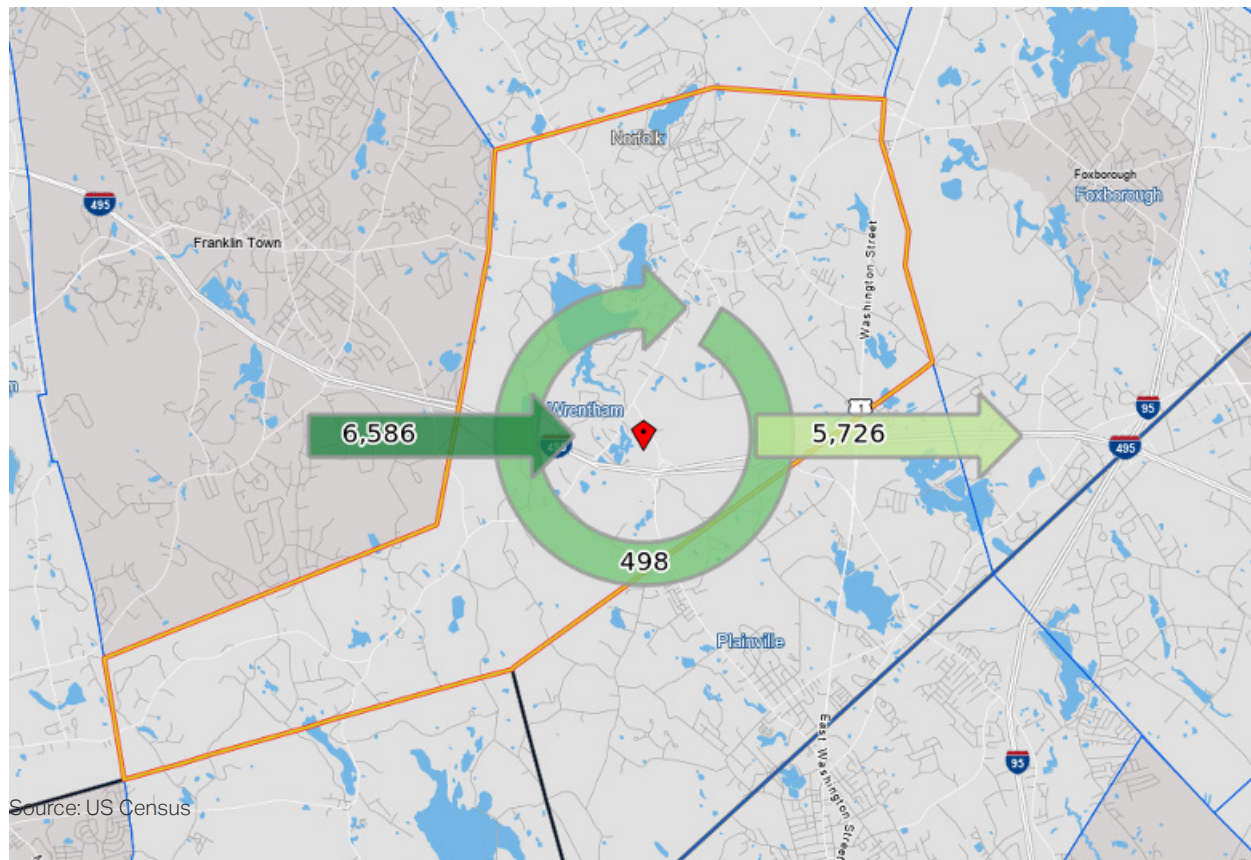 Norfolk
Foxborough
Foxborough
495
Franklin Town
Washington Street
Wrentham
1
95
6,586
5,726
495
495
498
Plainville
East Washington Street
95
Source: US Census